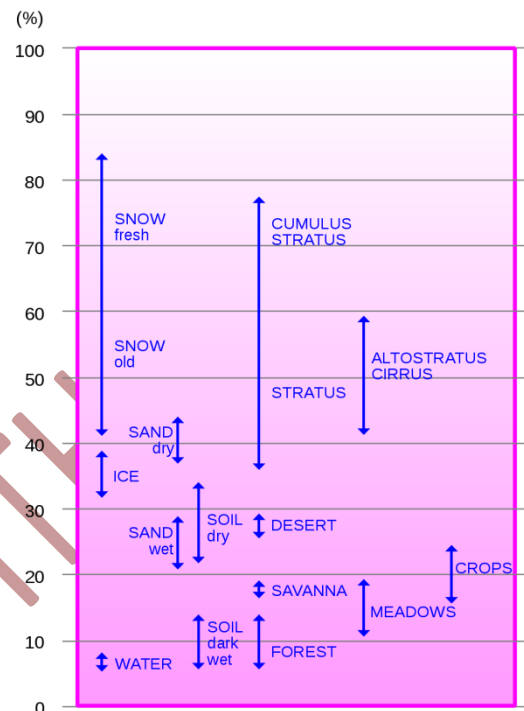 (%)
100
90
80
70
60
50
40
30
20
10
0
SNOW
fresh
CUMULUS
STRATUS
SNOW
old
ALTOSTRATUS
CIRRUS
STRATUS
SAND
dry
ICE
SAND
wet
SOIL
dry
DESERT
CROPS
SAVANNA
MEADOWS
SOIL
dark
wet
FOREST
WATER